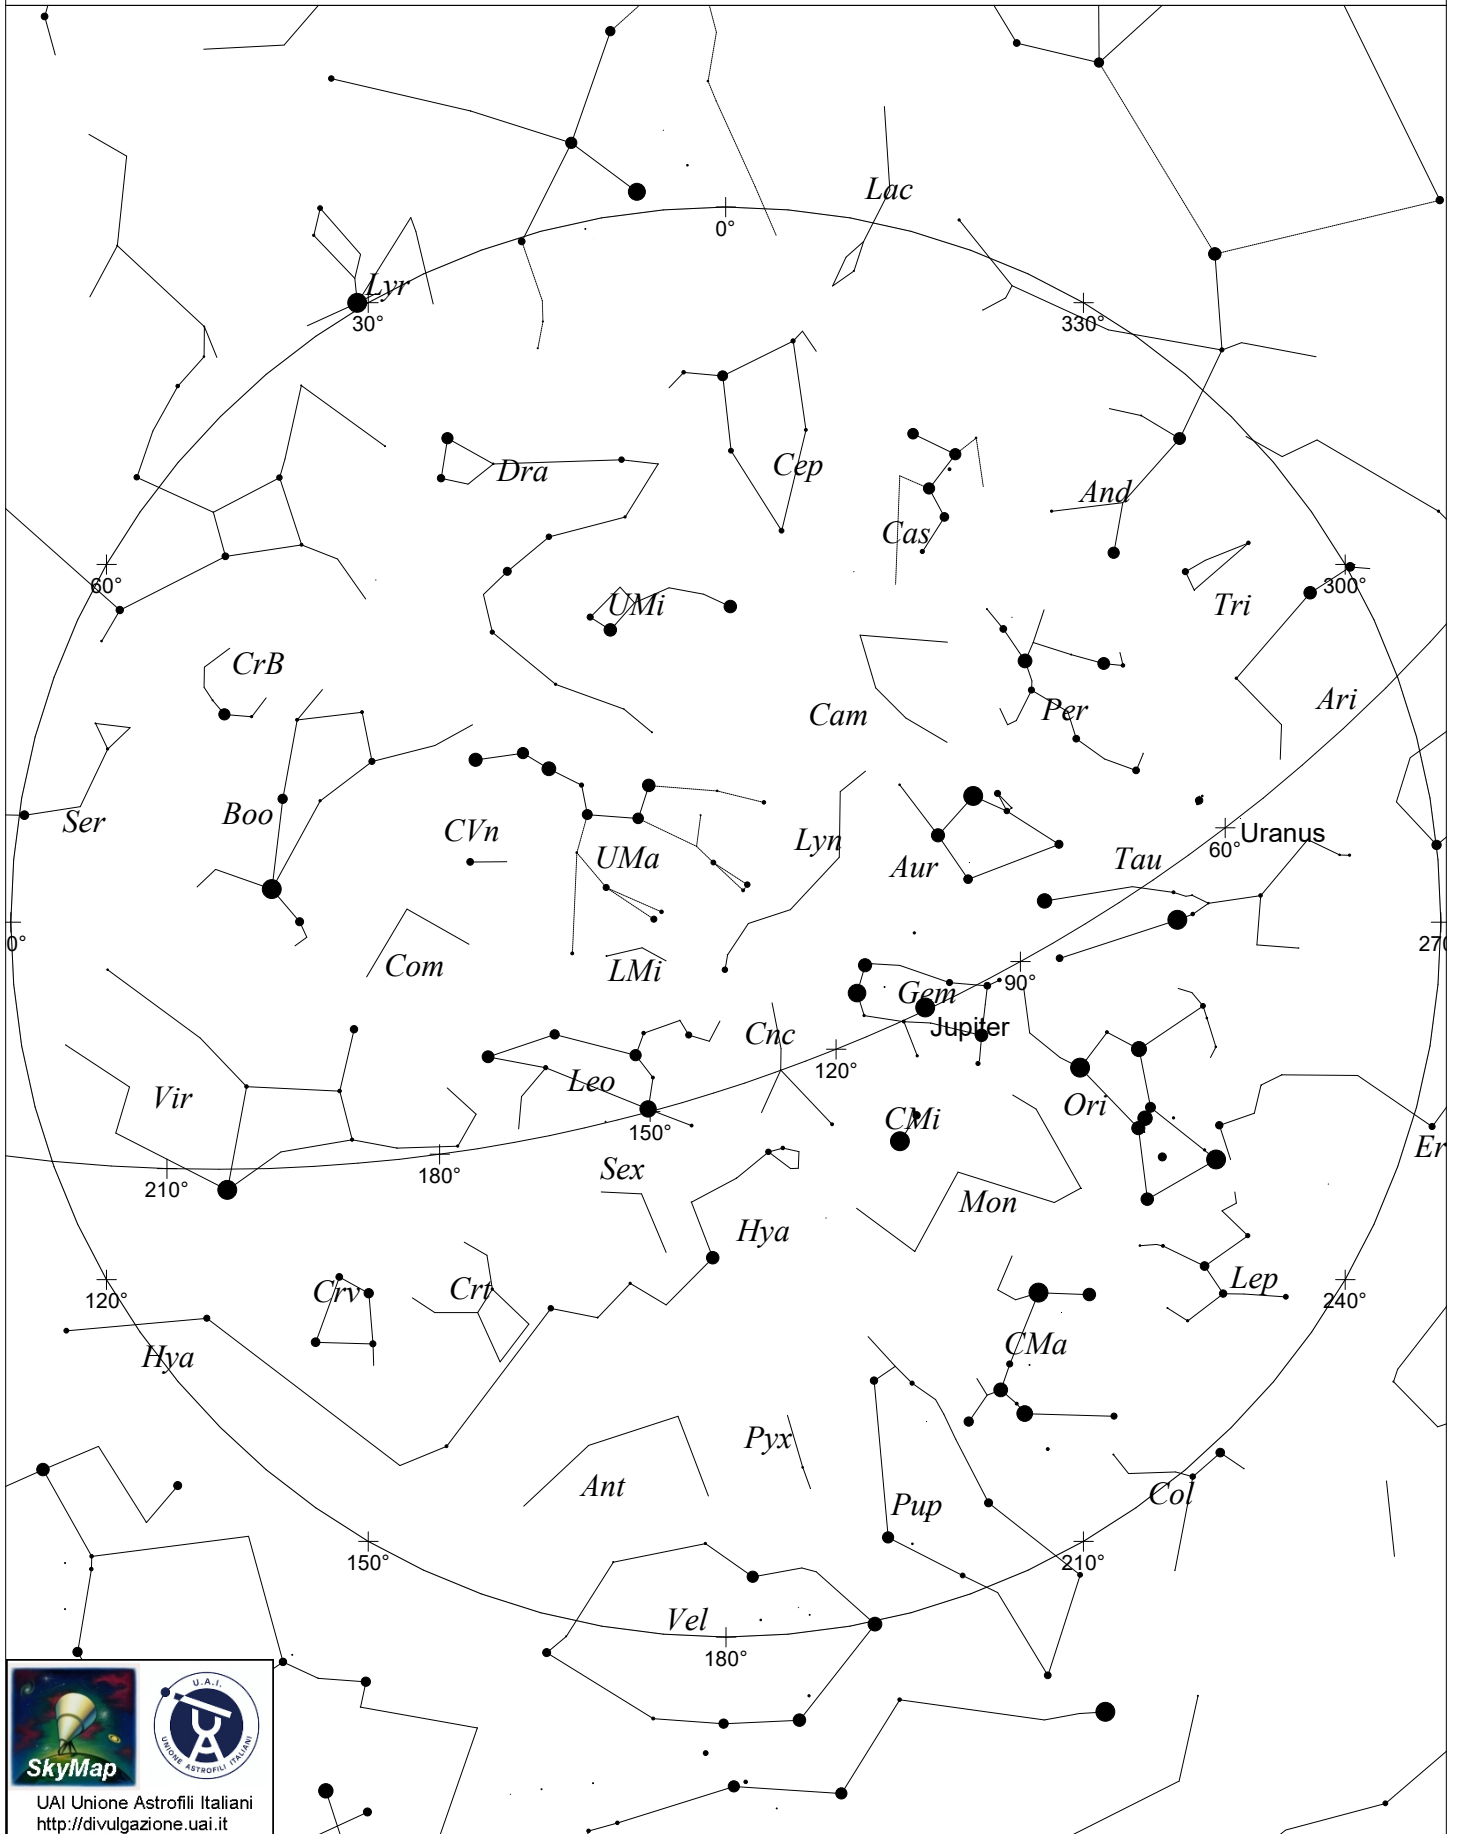 Lac
0°
Lyr
30°
330°
Dra
Cep
And
Cas
60°
300°
UMi
Tri
CrB
Ari
Cam
Per
Boo
Ser
CVn
Lyn
UMa
Aur
Tau
60°
Uranus
0°
270
Com
LMi
Gem
90°
Jupiter
Cnc
120°
Leo
Vir
Ori
CMi
150°
Er
180°
Sex
210°
Mon
Hya
Crv
Crt
Lep
120°
240°
Hya
CMa
Pyx
Ant
Col
Pup
150°
210°
Vel
180°
SkyMap
U.A.I.
UNIONE ASTROFILI ITALIANI
UAI Unione Astrofili Italiani
http://divulgazione.uai.it